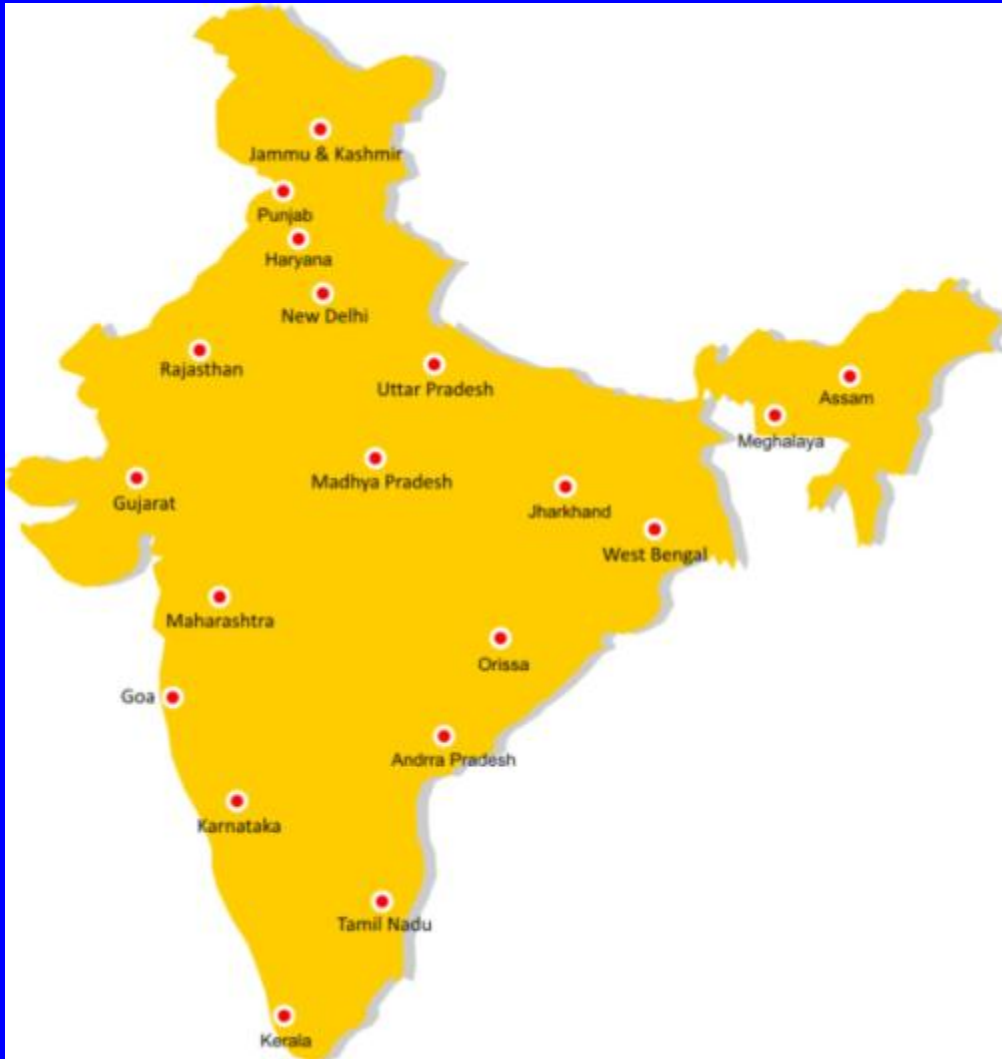 Jammu & Kashmir
Punjab
Haryana
New Delhi
Rajasthan
Uttar Pradesh
Assam
Meghalaya
Madhya Pradesh
Gujarat
Jharkhand
West Bengal
Maharashtra
Orissa
Goa
Andrra Pradesh
Karnataka
Tamil Nadu
Kerala